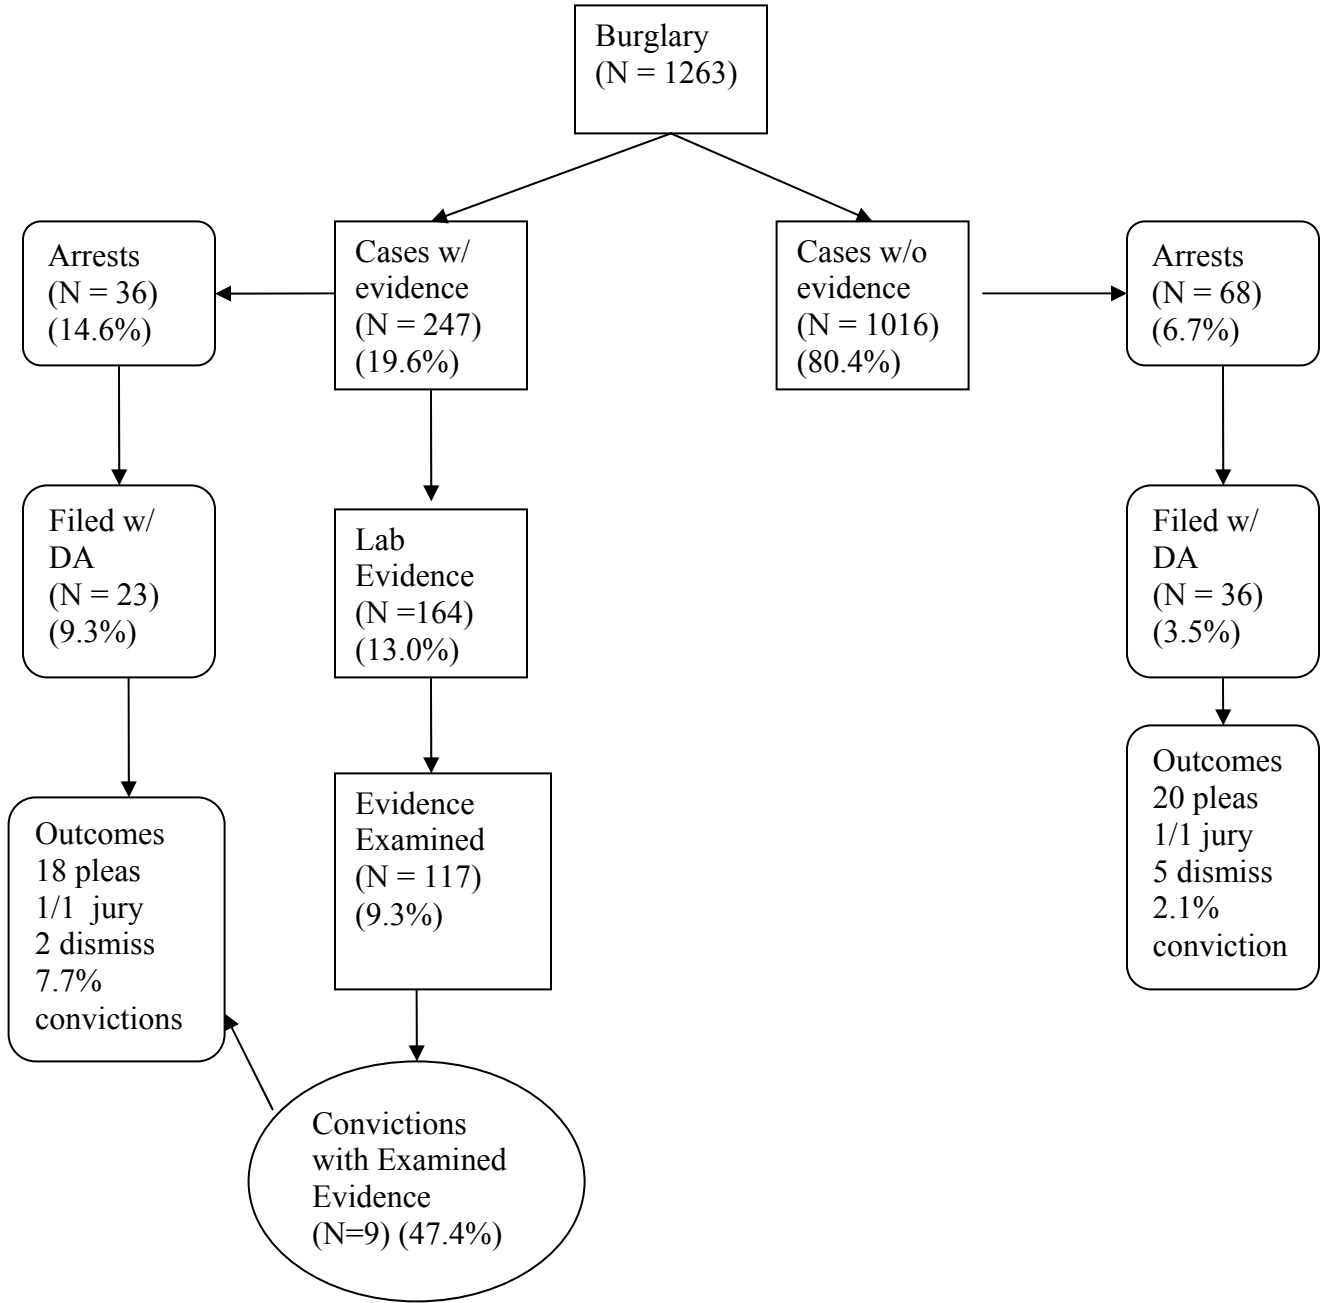 Burglary
(N = 1263)
Arrests
(N = 36)
(14.6%)
Cases w/
evidence
(N = 247)
(19.6%)
Cases w/o
evidence
(N = 1016)
(80.4%)
Arrests
(N = 68)
(6.7%)
Filed w/
DA
(N = 23)
(9.3%)
Lab
Evidence
(N =164)
(13.0%)
Filed w/
DA
(N = 36)
(3.5%)
Outcomes
18 pleas
1/1  jury
2 dismiss
7.7%
convictions
Evidence
Examined
(N = 117)
(9.3%)
Outcomes
20 pleas
1/1 jury
5 dismiss
2.1%
conviction
Convictions
with Examined
Evidence
(N=9) (47.4%)